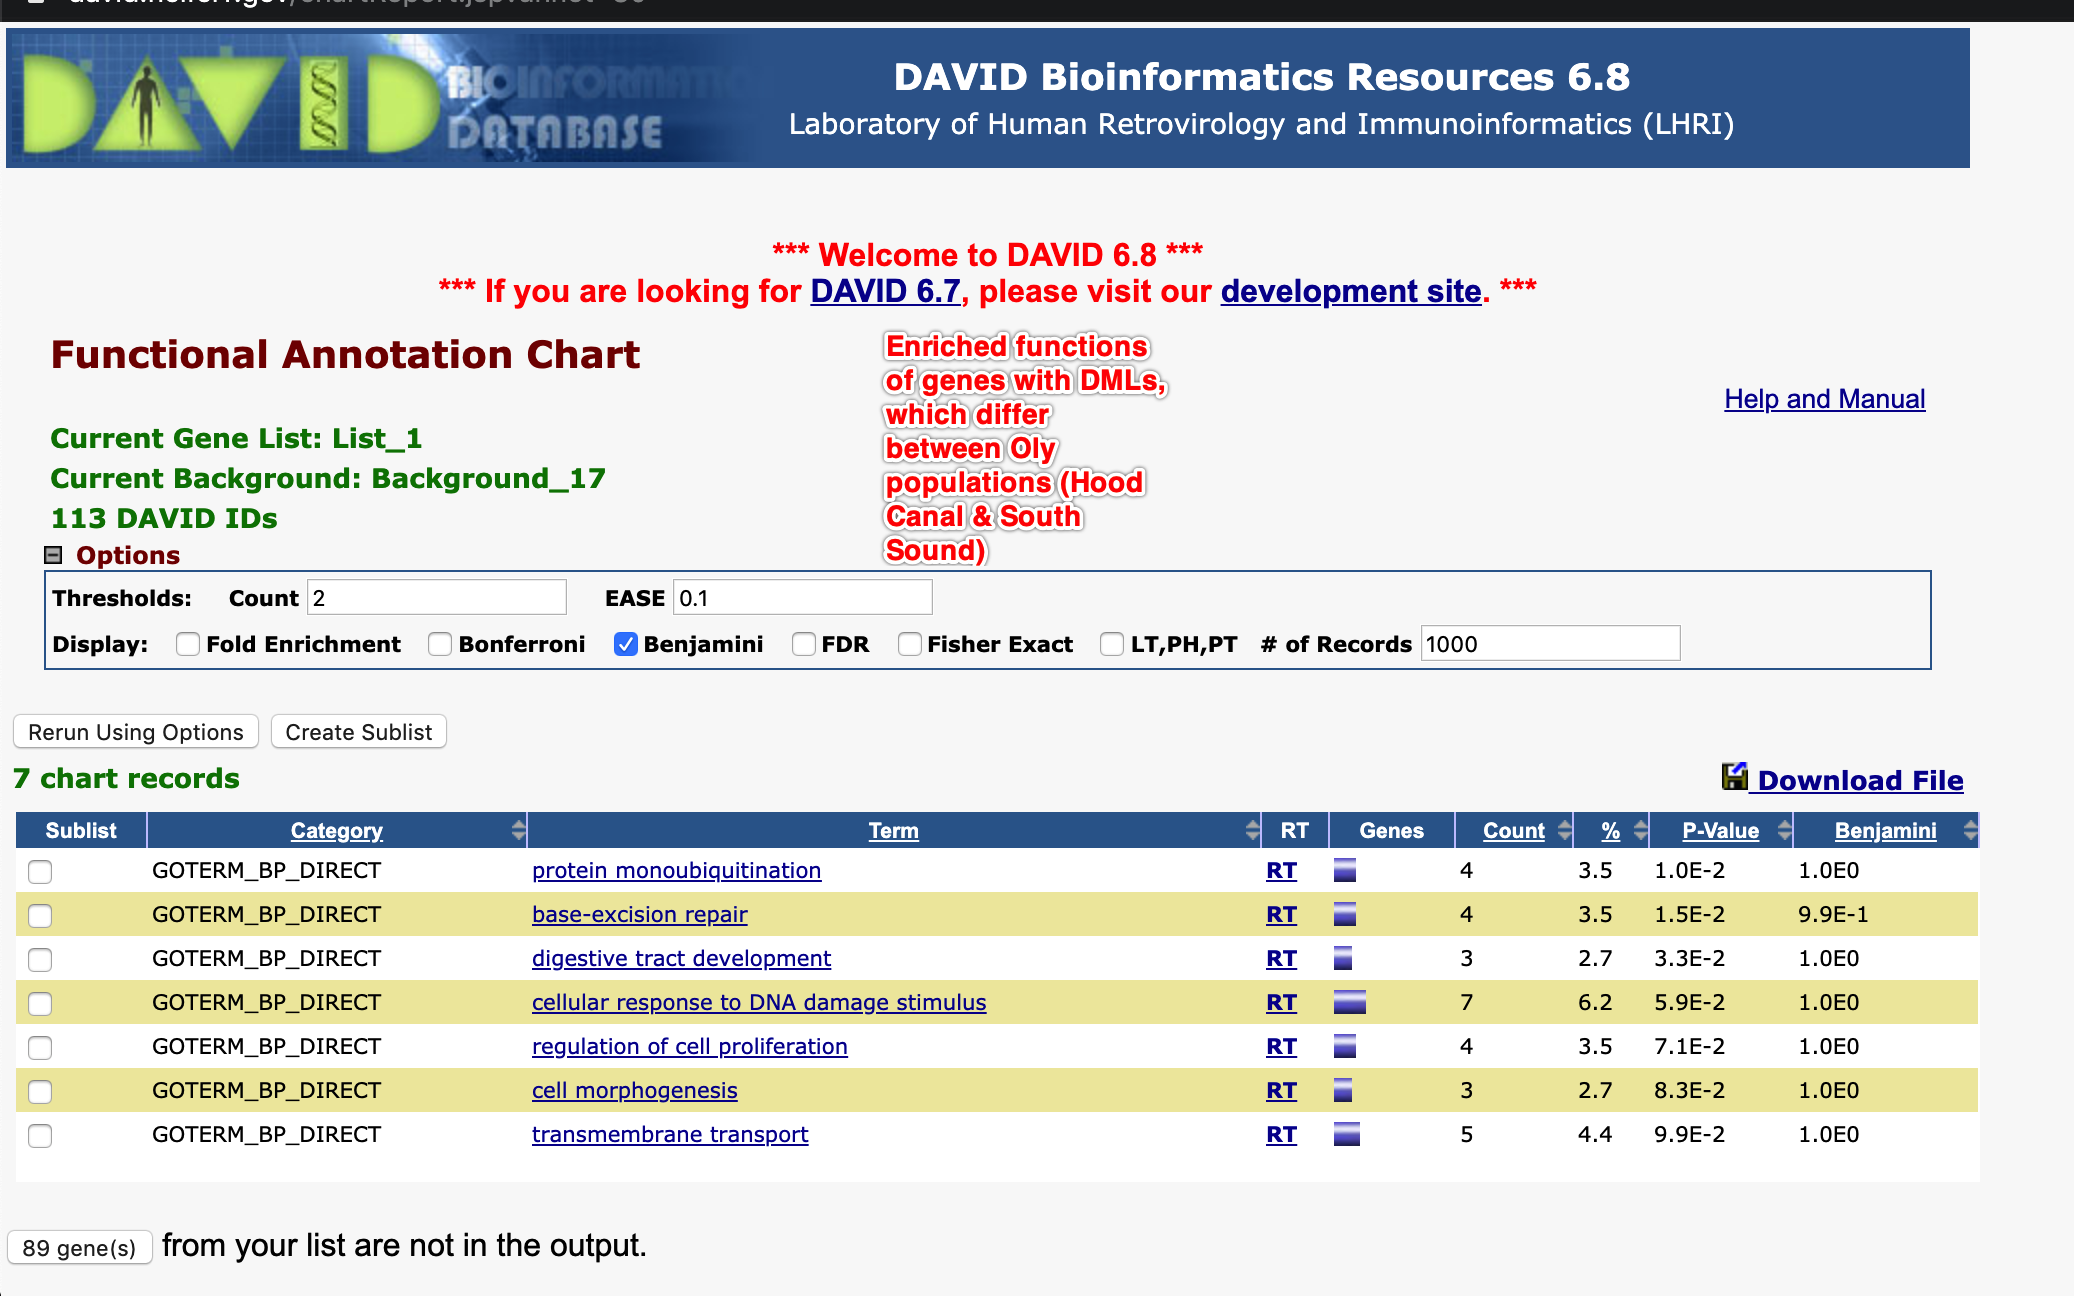 DAVID BIOINFORMATIC
DATABASE
DAVID Bioinformatics Resources 6.8
Laboratory of Human Retrovirology and Immunoinformatics (LHRI)
*** Welcome to DAVID 6.8 ***
*** If you are looking for DAVID 6.7, please visit our development site. ***
Functional Annotation Chart
Enriched functions
of genes with DMLs,
which differ
between Oly
populations (Hood
Canal & South
Sound)
Help and Manual
Current Gene List: List_1
Current Background: Background_17
113 DAVID IDs
Options
Thresholds: Count 2 EASE 0.1
Display: Fold Enrichment Bonferroni Benjamini FDR Fisher Exact LT,PH,PT # of Records 1000
Rerun Using Options Create Sublist
7 chart records
Download File
Sublist Category Term RT Genes Count % P-Value Benjamini
GOTERM_BP_DIRECT protein monoubiquitination RT 4 3.5 1.0E-2 1.0E0
GOTERM_BP_DIRECT base-excision repair RT 4 3.5 1.5E-2 9.9E-1
GOTERM_BP_DIRECT digestive tract development RT 3 2.7 3.3E-2 1.0E0
GOTERM_BP_DIRECT cellular response to DNA damage stimulus RT 7 6.2 5.9E-2 1.0E0
GOTERM_BP_DIRECT regulation of cell proliferation RT 4 3.5 7.1E-2 1.0E0
GOTERM_BP_DIRECT cell morphogenesis RT 3 2.7 8.3E-2 1.0E0
GOTERM_BP_DIRECT transmembrane transport RT 5 4.4 9.9E-2 1.0E0
89 gene(s) from your list are not in the output.